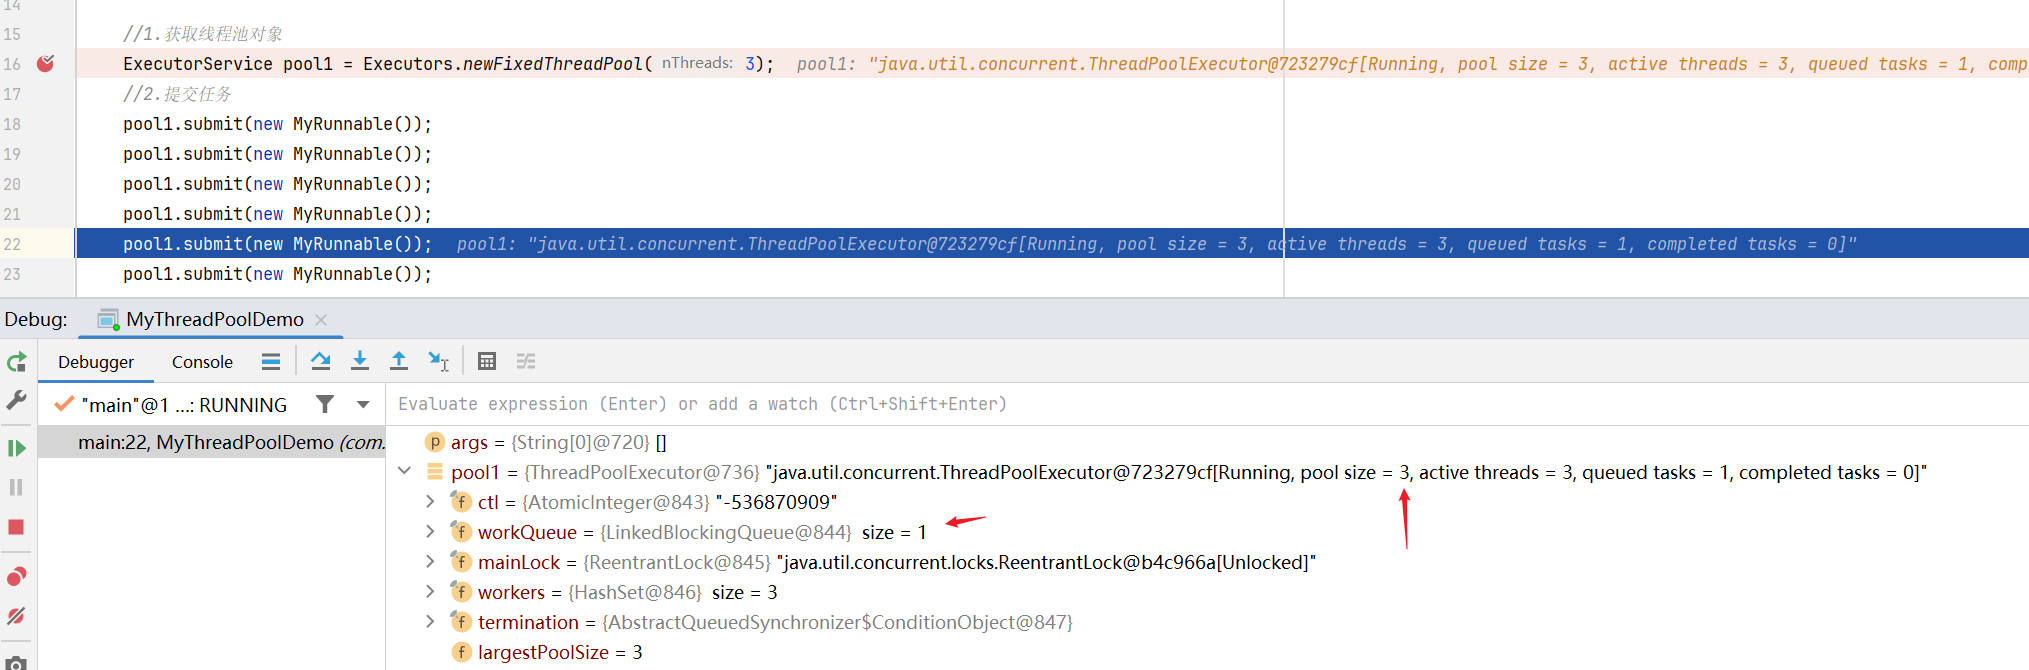 14
15 //1.获取线程池对象
16 ExecutorService pool1 = Executors.newFixedThreadPool( nThreads: 3); pool1: "java.util.concurrent.ThreadPoolExecutor@723279cf[Running, pool size = 3, active threads = 3, queued tasks = 1, comp
17 //2.提交任务
18 pool1.submit(new MyRunnable());
19 pool1.submit(new MyRunnable());
20 pool1.submit(new MyRunnable());
21 pool1.submit(new MyRunnable());
22 pool1.submit(new MyRunnable()); pool1: "java.util.concurrent.ThreadPoolExecutor@723279cf[Running, pool size = 3, active threads = 3, queued tasks = 1, completed tasks = 0]"
23 pool1.submit(new MyRunnable());
Debug: MyThreadPoolDemo
Debugger Console
"main"@1 ...: RUNNING Evaluate expression (Enter) or add a watch (Ctrl+Shift+Enter)
main:22, MyThreadPoolDemo (com. p args = {String[0]@720} []
pool1 = {ThreadPoolExecutor@736} "java.util.concurrent.ThreadPoolExecutor@723279cf[Running, pool size = 3, active threads = 3, queued tasks = 1, completed tasks = 0]"
f ctl = {AtomicInteger@843} "-536870909"
f workQueue = {LinkedBlockingQueue@844} size = 1
f mainLock = {ReentrantLock@845} "java.util.concurrent.locks.ReentrantLock@b4c966a[Unlocked]"
f workers = {HashSet@846} size = 3
f termination = {AbstractQueuedSynchronizer$ConditionObject@847}
f largestPoolSize = 3